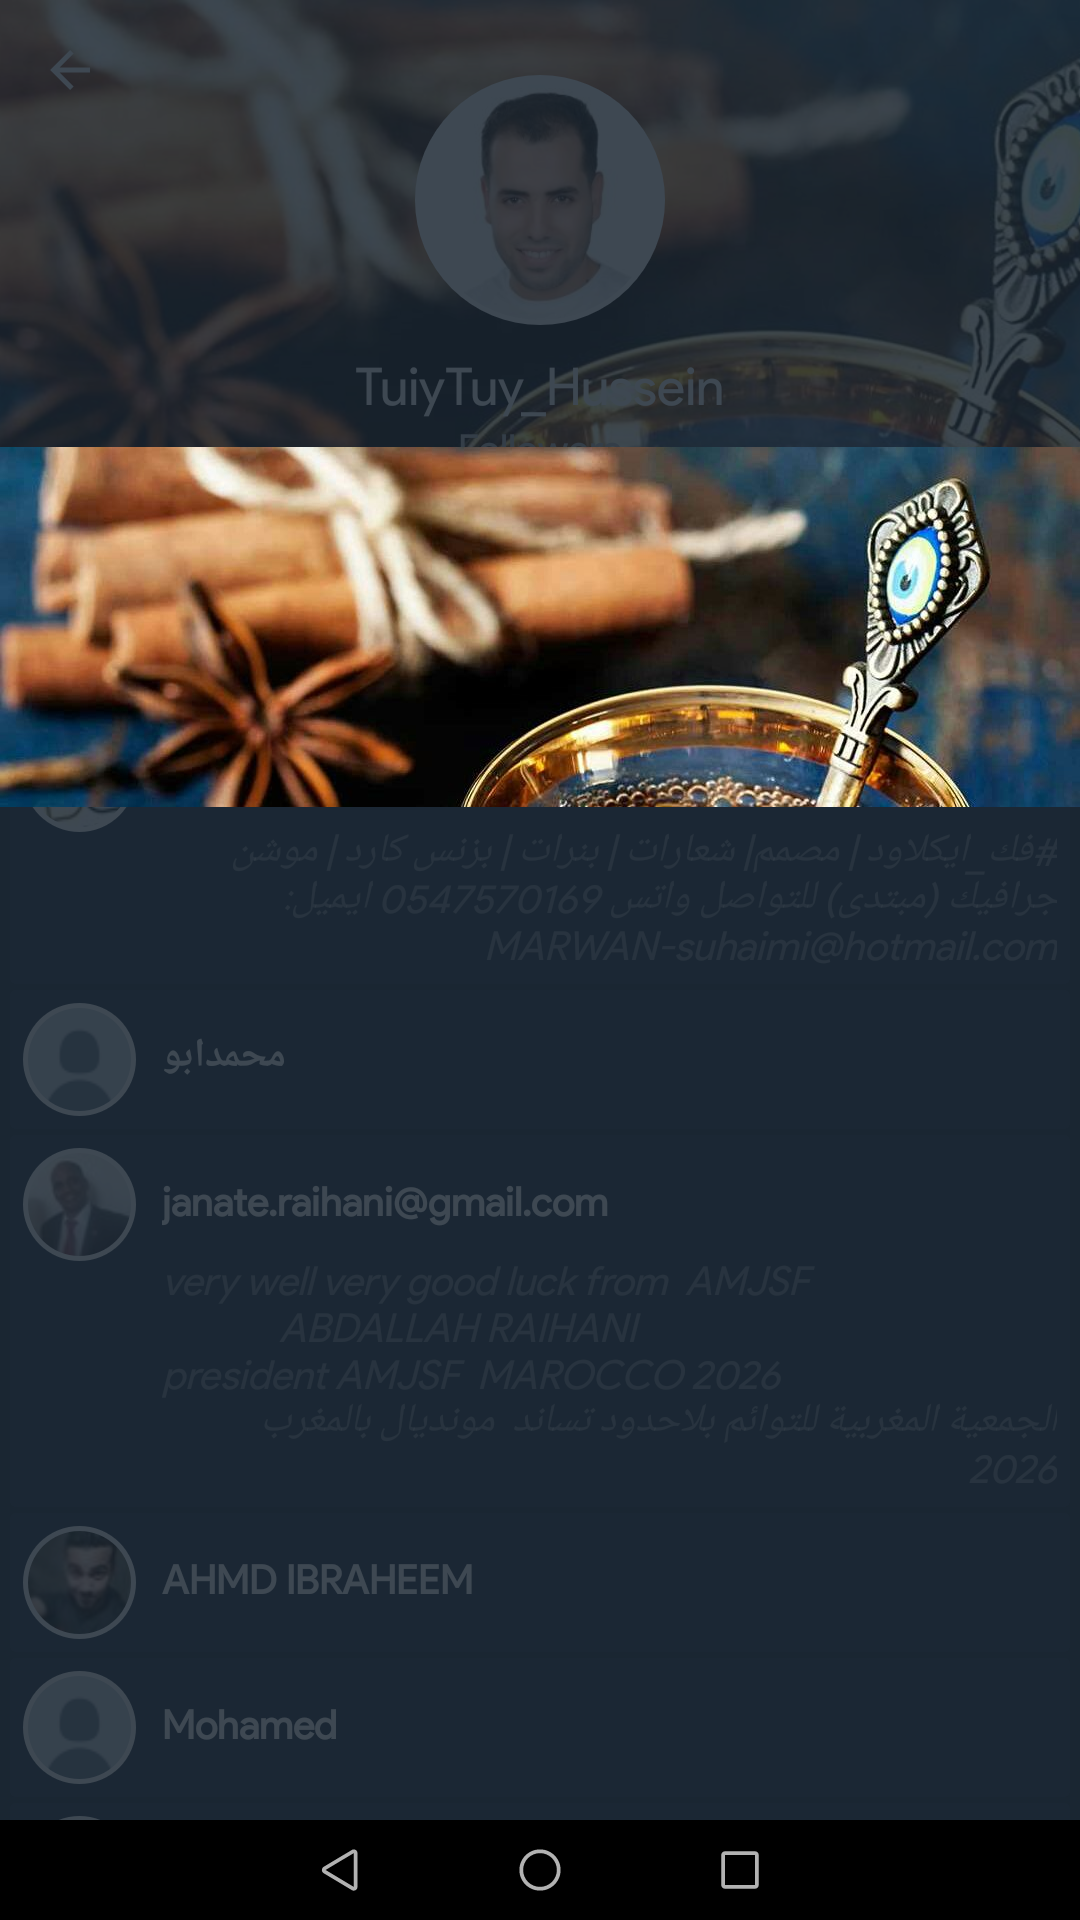 TuiyTuy_Hussein
#فك_ايكلاود | مصمم| شعارات | بنرات | بزنس كارد | موشن
جرافيك (مبتدى) للتواصل واتس 0547570169 ايميل:
MARWAN-suhaimi@hotmail.com
محمدابو
janate.raihani@gmail.com
very well very good luck from AMJSF
ABDALLAH RAIHANI
president AMJSF MAROCCO 2026
الجمعية المغربية للتوائم بلاحدود تساند مونديال بالمغرب
2026
AHMD IBRAHEEM
Mohamed